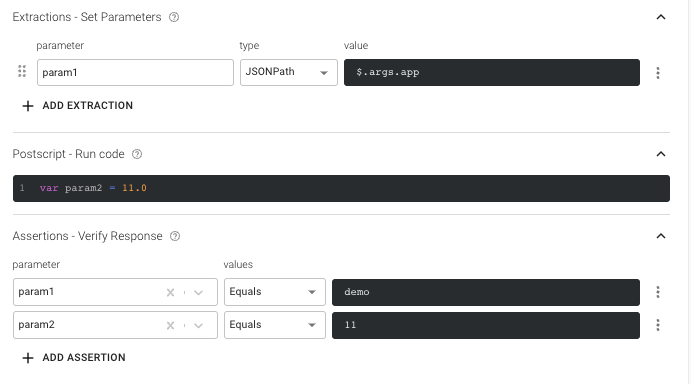 Extractions - Set Parameters
parameter type value
param1 JSONPath $.args.app
ADD EXTRACTION
Postscript - Run code
1 var param2 = 11.0
Assertions - Verify Response
parameter values
param1 Equals demo
param2 Equals 11
ADD ASSERTION